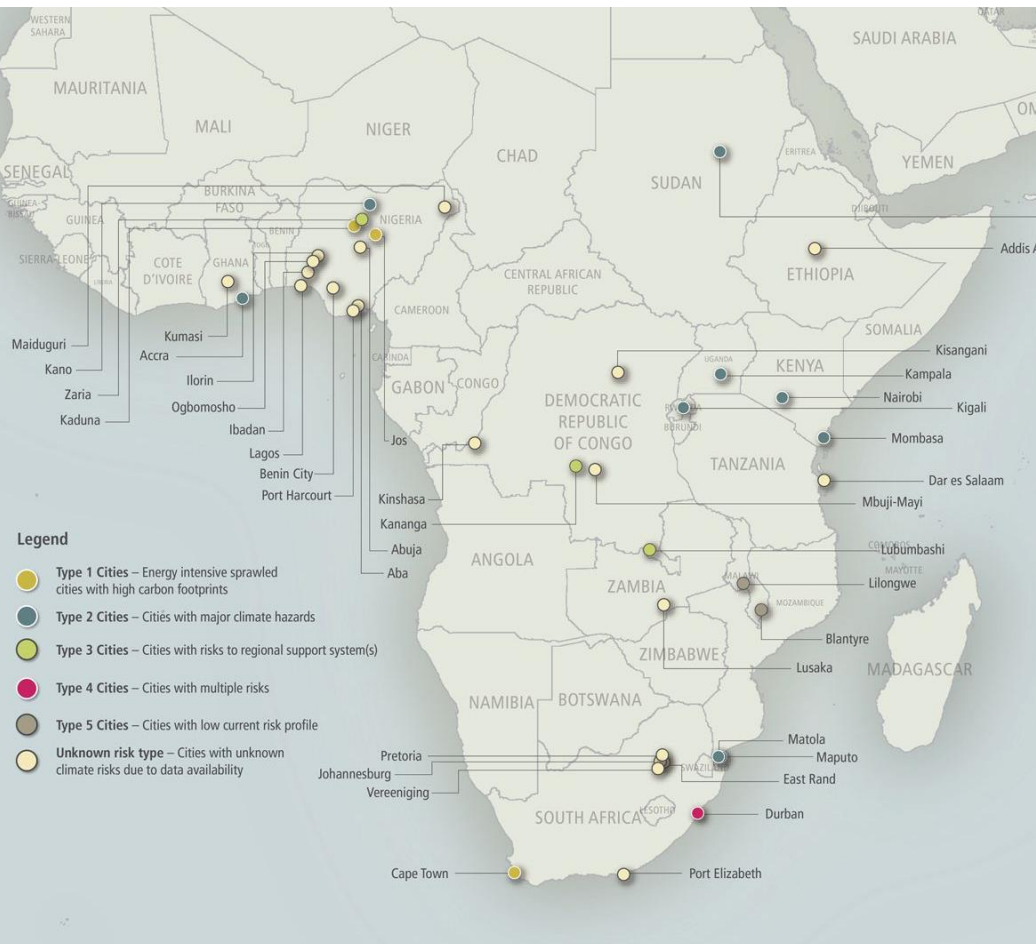 WESTERN
SAHARA
QATAR
SAUDI ARABIA
MAURITANIA
MALI
NIGER
CHAD
SUDAN
ERITREA
YEMEN
SENEGAL
BURKINA
FASO
GUINEA-
BISSAU
GUINEA
BENIN
NIGERIA
DJIBOUTI
SIERRA LEONE
LIBERIA
COTE
D'IVOIRE
GHANA
TOGO
CENTRAL AFRICAN
REPUBLIC
ETHIOPIA
CAMEROON
SOMALIA
UGANDA
KENYA
CABINDA
GABON
CONGO
DEMOCRATIC
REPUBLIC
OF CONGO
BURUNDI
TANZANIA
ANGOLA
ZAMBIA
MALAWI
COMOROS
MAYOTTE
MOZAMBIQUE
ZIMBABWE
MADAGASCAR
NAMIBIA
BOTSWANA
SWAZILAND
SOUTH AFRICA
LESOTHO
Maiduguri
Kano
Zaria
Kaduna
Kumasi
Accra
Ilorin
Ogbomosho
Ibadan
Lagos
Benin City
Port Harcourt
Jos
Abuja
Aba
Kinshasa
Kananga
Addis
Kisangani
Kampala
Nairobi
Kigali
Mombasa
Dar es Salaam
Mbuji-Mayi
Lubumbashi
Lilongwe
Blantyre
Lusaka
Pretoria
Johannesburg
Vereeniging
Matola
Maputo
East Rand
Durban
Cape Town
Port Elizabeth
Legend
Type 1 Cities – Energy intensive sprawled
cities with high carbon footprints
Type 2 Cities – Cities with major climate hazards
Type 3 Cities – Cities with risks to regional support system(s)
Type 4 Cities – Cities with multiple risks
Type 5 Cities – Cities with low current risk profile
Unknown risk type – Cities with unknown
climate risks due to data availability